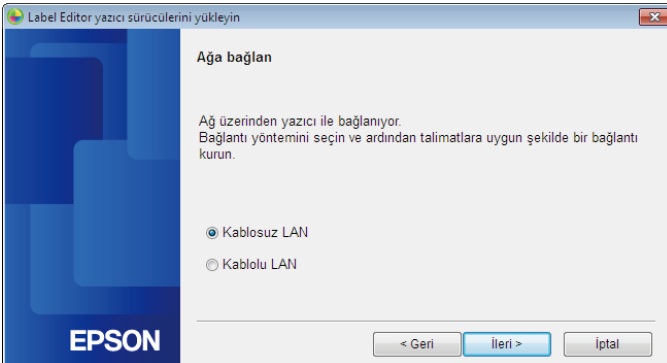 Label Editor yazıcı sürücülerini yükleyin
Ağa bağlan
Ağ üzerinden yazıcı ile bağlanıyor.
Bağlantı yöntemini seçin ve ardından talimatlara uygun şekilde bir bağlantı
kurun.
Kablosuz LAN
Kablolu LAN
EPSON
< Geri
İleri >
İptal